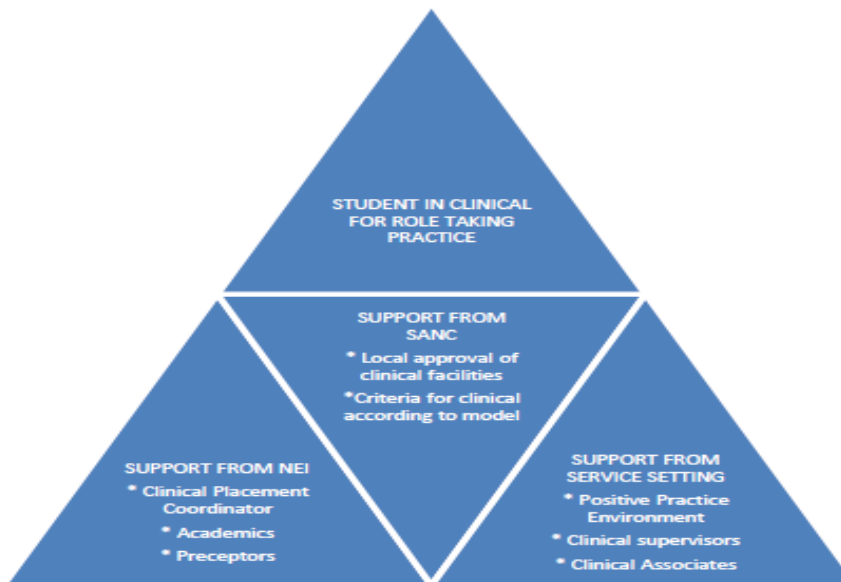 STUDENT IN CLINICAL
FOR ROLE TAKING
PRACTICE
SUPPORT FROM
SANC
* Local approval of
clinical facilities
*Criteria for clinical
according to model
SUPPORT FROM NEI
* Clinical Placement
Coordinator
* Academics
* Preceptors
SUPPORT FROM
SERVICE SETTING
* Positive Practice
Environment
* Clinical supervisors
* Clinical Associates